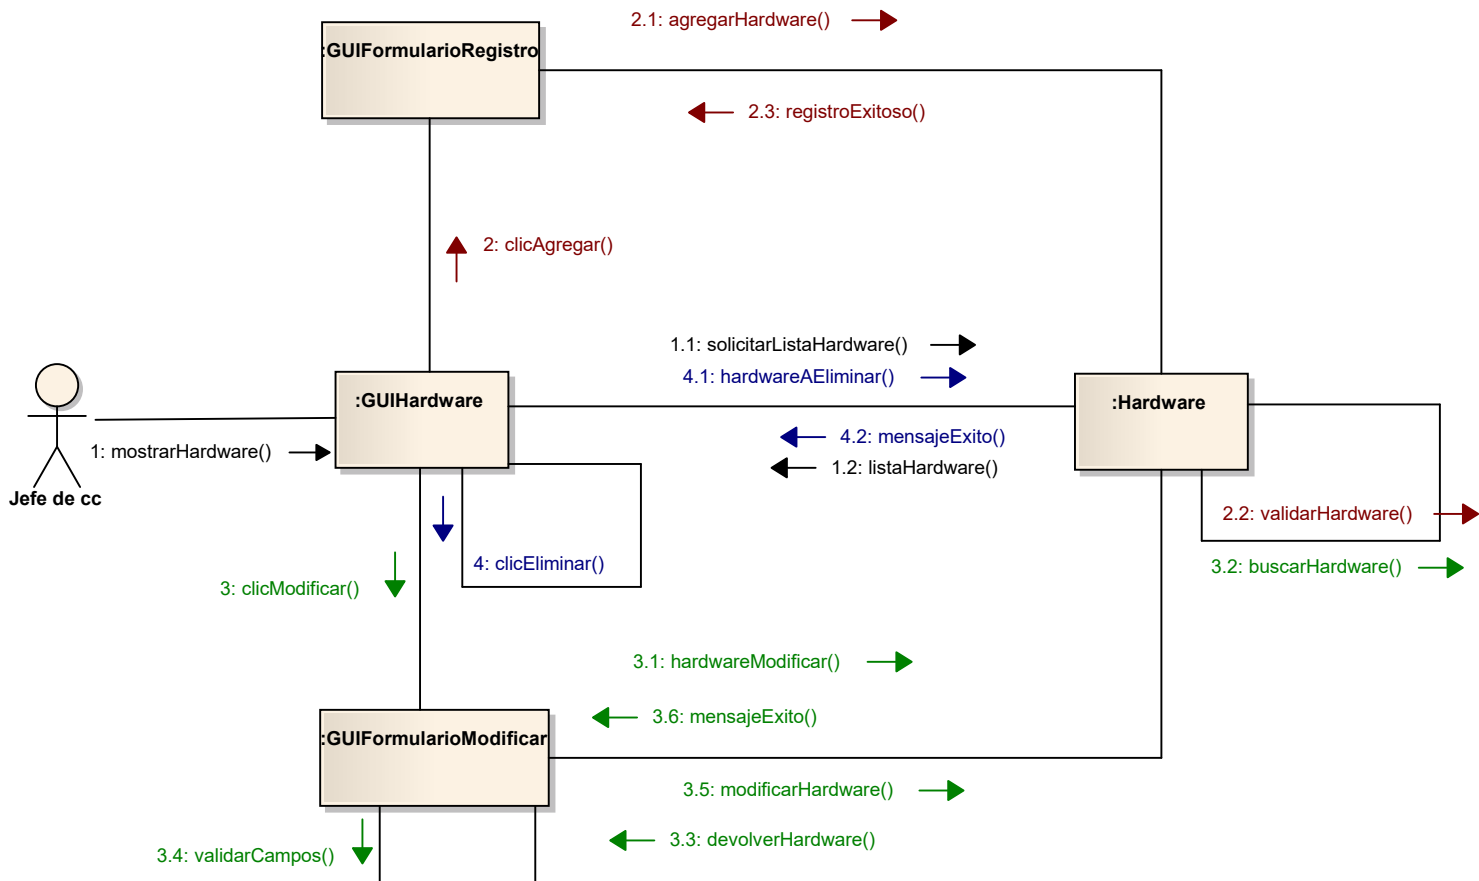 2.1: agregarHardware()
:GUIFormularioRegistro
2.3: registroExitoso()
2: clicAgregar()
1.1: solicitarListaHardware()
4.1: hardwareAEliminar()
:GUIHardware
:Hardware
4.2: mensajeExito()
1: mostrarHardware()
1.2: listaHardware()
Jefe de cc
2.2: validarHardware()
4: clicEliminar()
3.2: buscarHardware()
3: clicModificar()
3.1: hardwareModificar()
3.6: mensajeExito()
:GUIFormularioModificar
3.5: modificarHardware()
3.3: devolverHardware()
3.4: validarCampos()